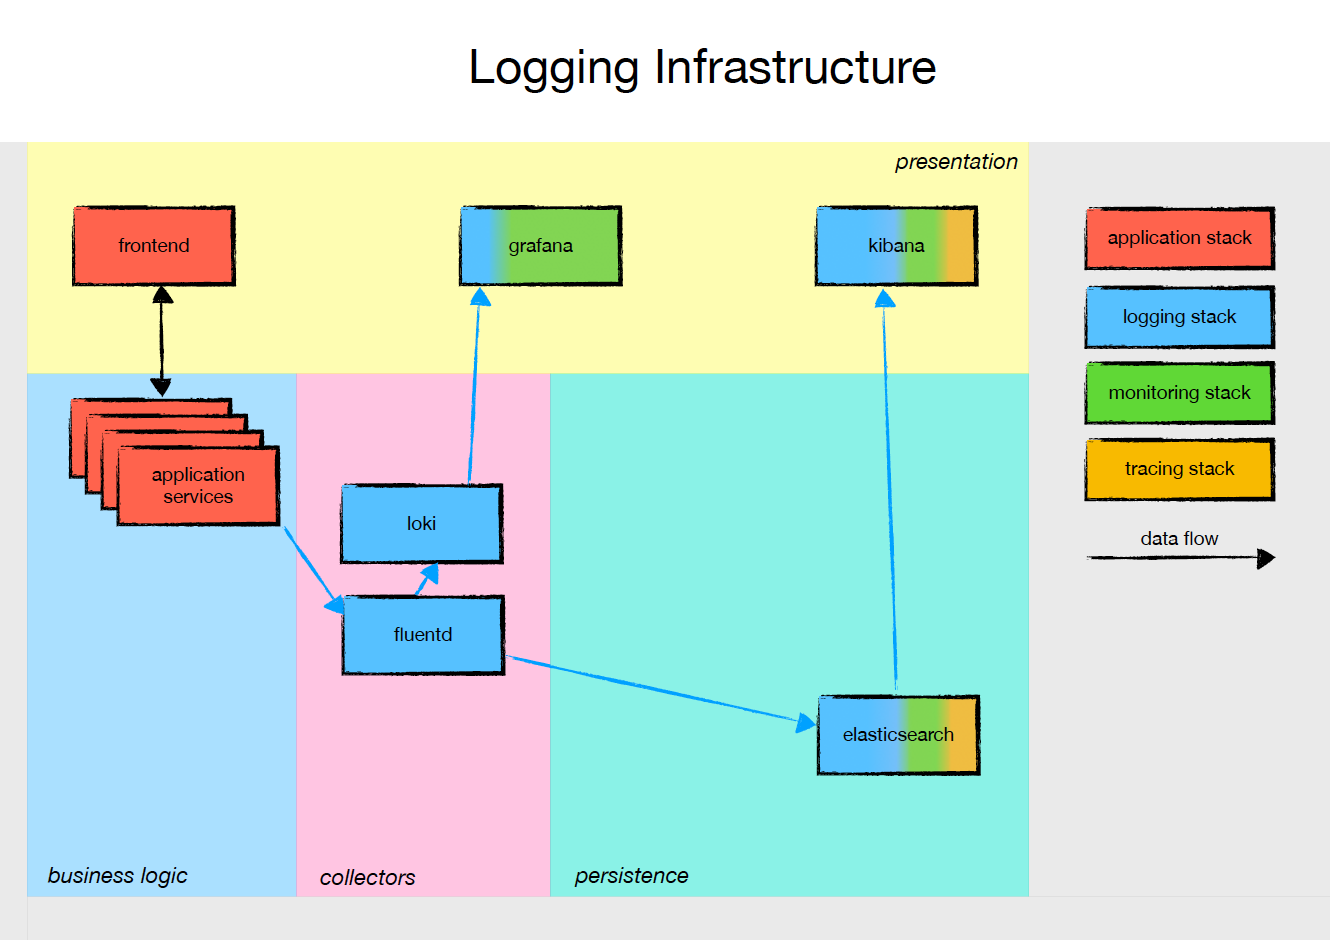 Logging Infrastructure
presentation
frontend
grafana
kibana
application
services
loki
fluentd
elasticsearch
business logic
collectors
persistence
application stack
logging stack
monitoring stack
tracing stack
data flow